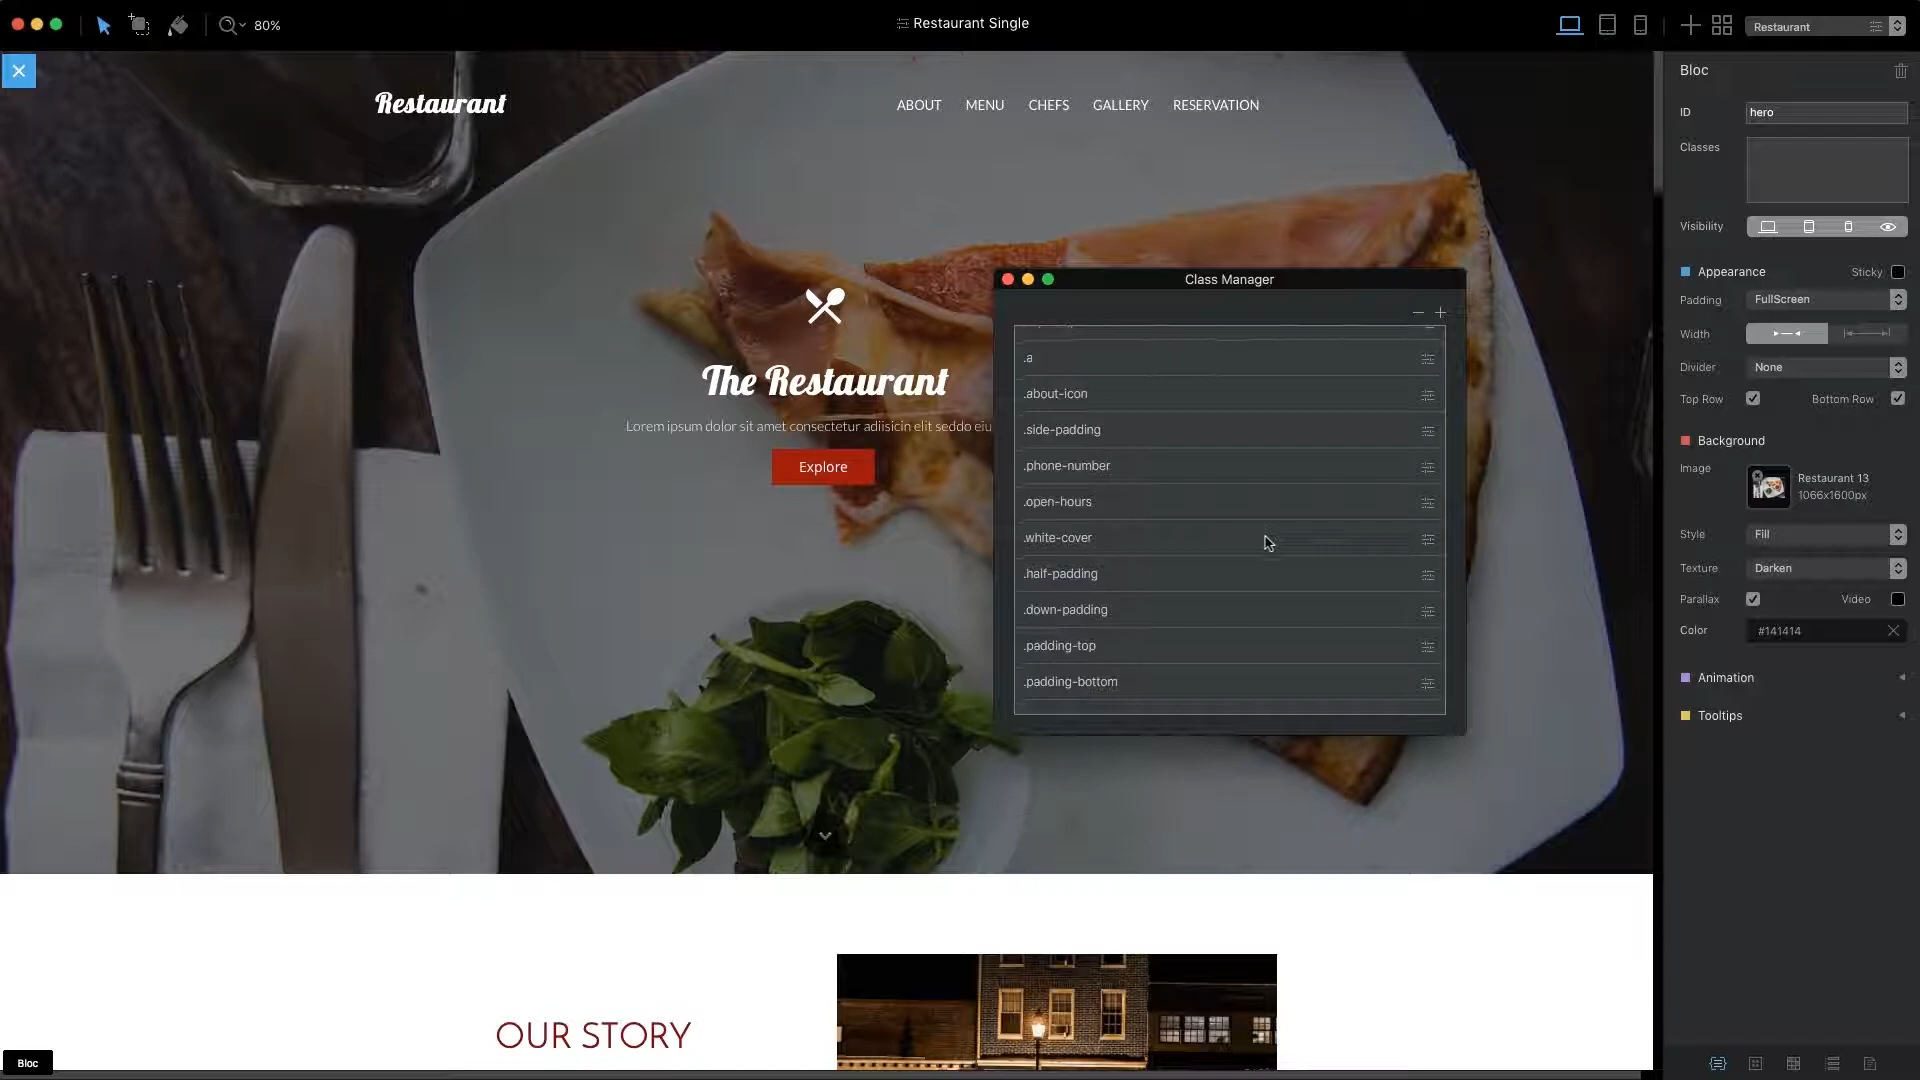 80%
Restaurant Single
Restaurant
Restaurant
ABOUT MENU CHEFS GALLERY RESERVATION
The Restaurant
Lorem ipsum dolor sit amet consectetur adiisicin elit seddo eiu
Explore
OUR STORY
Bloc
Class Manager
.a
.about-icon
.side-padding
.phone-number
.open-hours
.white-cover
.half-padding
.down-padding
.padding-top
.padding-bottom
Bloc
ID hero
Classes
Visibility
Appearance Sticky
Padding FullScreen
Width
Divider None
Top Row Bottom Row
Background
Image Restaurant 13
1066x1600px
Style Fill
Texture Darken
Parallax Video
Color #141414
Animation
Tooltips